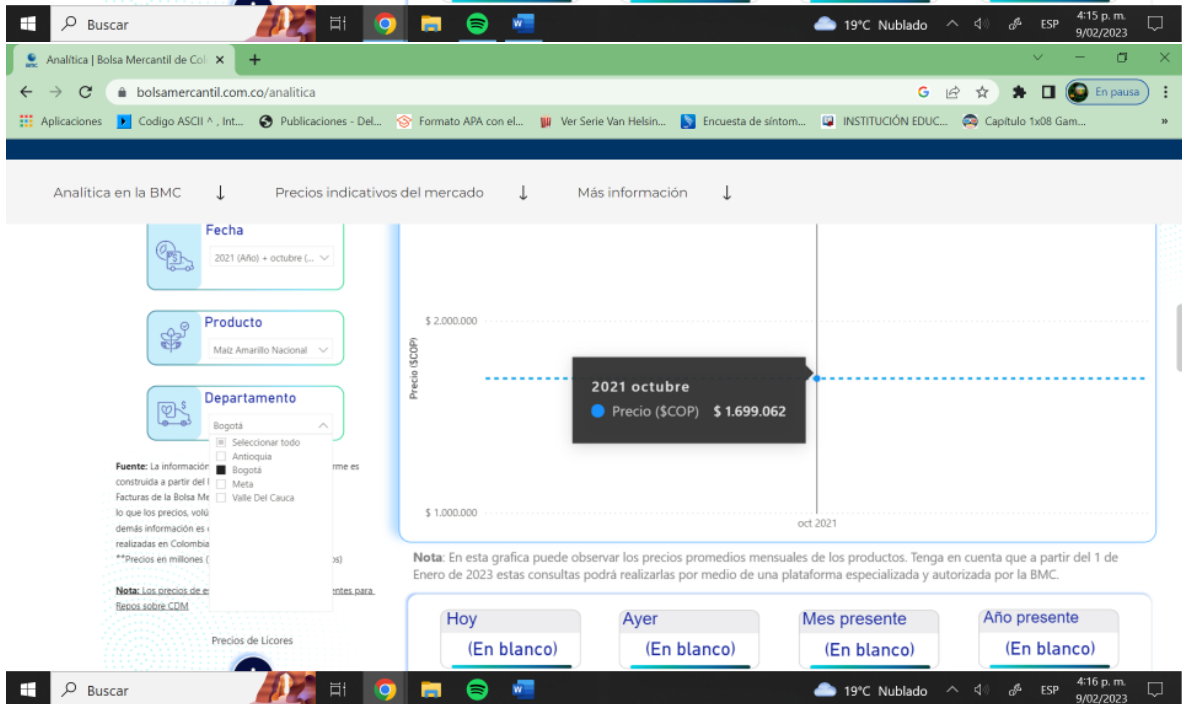 Buscar
19°C Nublado
ESP
4:15 p. m.
9/02/2023
Analítica | Bolsa Mercantil de Col
bolsamercantil.com.co/analitica
En pausa
Aplicaciones
Codigo ASCII ^ , Int...
Publicaciones - Del...
Formato APA con el...
Ver Serie Van Helsin...
Encuesta de síntom...
INSTITUCIÓN EDUC...
Capítulo 1x08 Gam...
»
Analítica en la BMC ↓
Precios indicativos del mercado ↓
Más información ↓
Fecha
2021 (Año) + octubre (...
Producto
Maíz Amarillo Nacional
Departamento
Bogotá
Seleccionar todo
Antioquia
Bogotá
Meta
Valle Del Cauca
Fuente: La información
rme es
construida a partir del
Facturas de la Bolsa Me
lo que los precios, volú
demás información es
realizadas en Colombia
**Precios en millones (
os)
Nota: Los precios de es
entes para
Repos sobre CDM
Precios de Licores
Precio ($COP)
$ 2.000.000
2021 octubre
Precio ($COP) $ 1.699.062
$ 1.000.000
oct 2021
Nota: En esta grafica puede observar los precios promedios mensuales de los productos. Tenga en cuenta que a partir del 1 de
Enero de 2023 estas consultas podrá realizarlas por medio de una plataforma especializada y autorizada por la BMC.
Hoy
(En blanco)
Ayer
(En blanco)
Mes presente
(En blanco)
Año presente
(En blanco)
Buscar
19°C Nublado
ESP
4:16 p. m.
9/02/2023